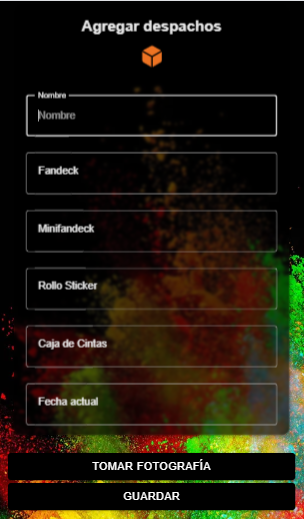 Agregar despachos
Nombre
Nombre
Fandeck
Minifandeck
Rollo Sticker
Caja de Cintas
Fecha actual
TOMAR FOTOGRAFÍA
GUARDAR